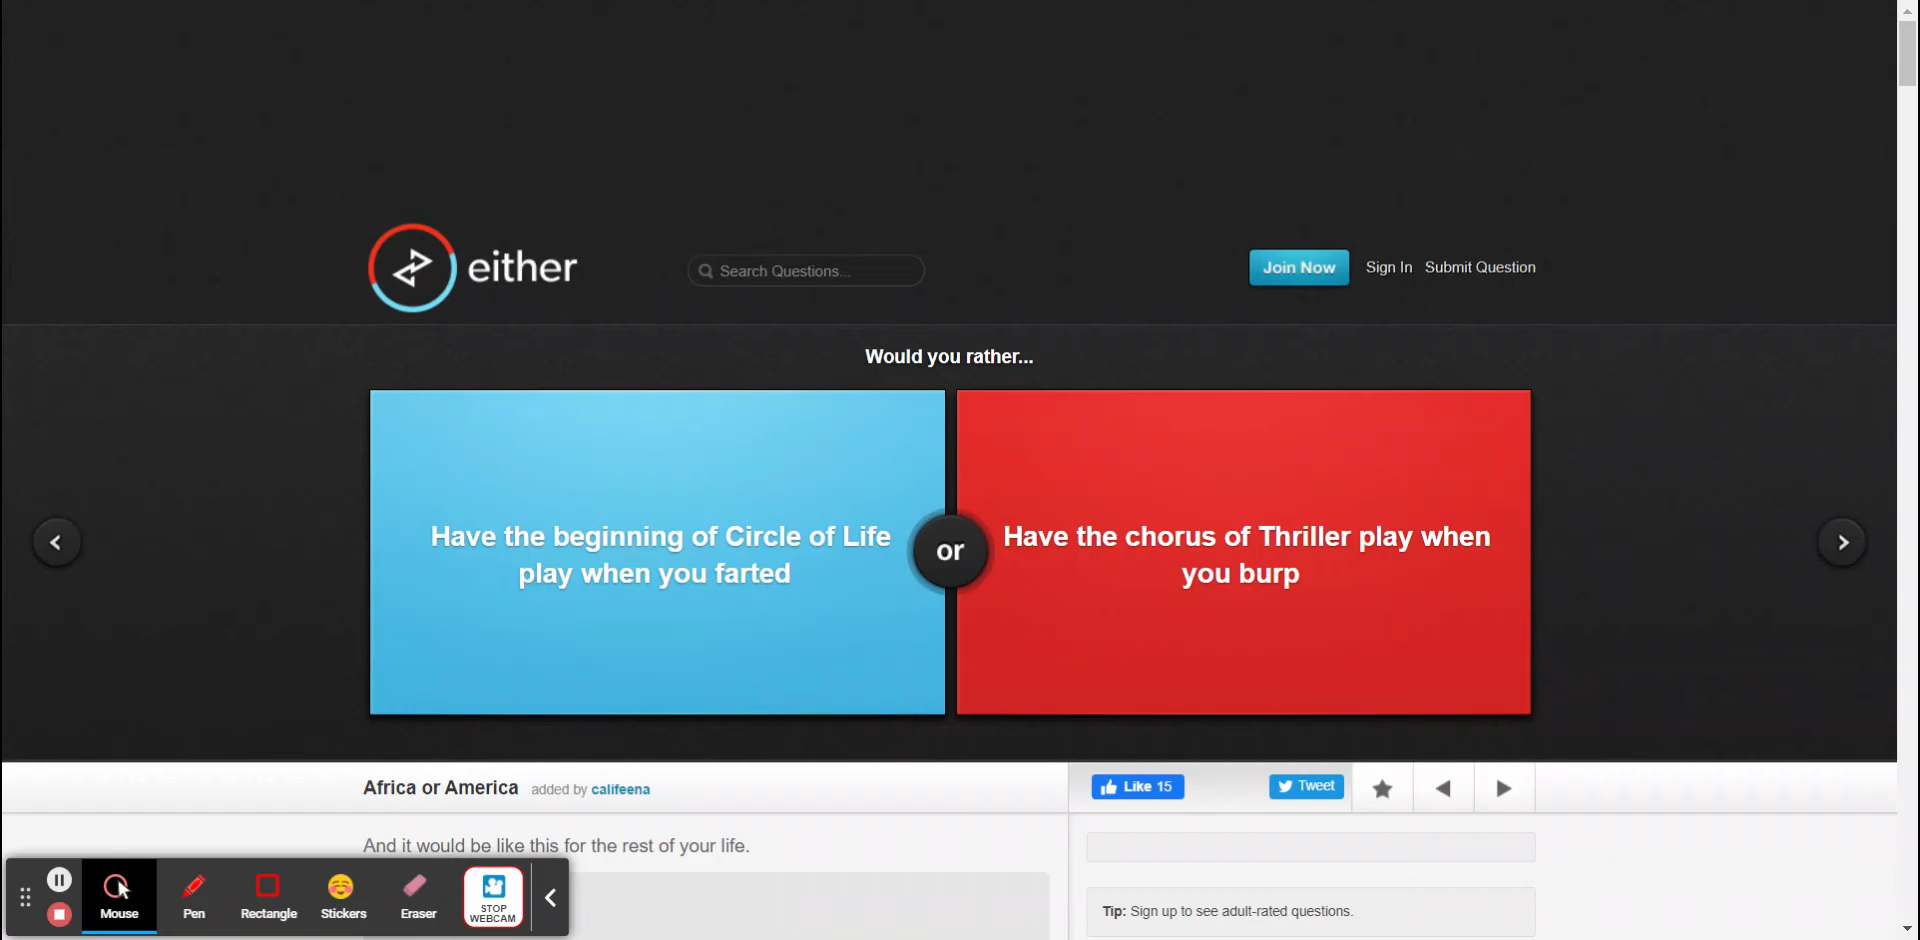 either
Search Questions...
Join Now
Sign In
Submit Question
Would you rather...
Have the beginning of Circle of Life
play when you farted
or
Have the chorus of Thriller play when
you burp
Africa or America added by califeena
Like 15
Tweet
And it would be like this for the rest of your life.
Tip: Sign up to see adult-rated questions.
Mouse
Pen
Rectangle
Stickers
Eraser
STOP
WEBCAM